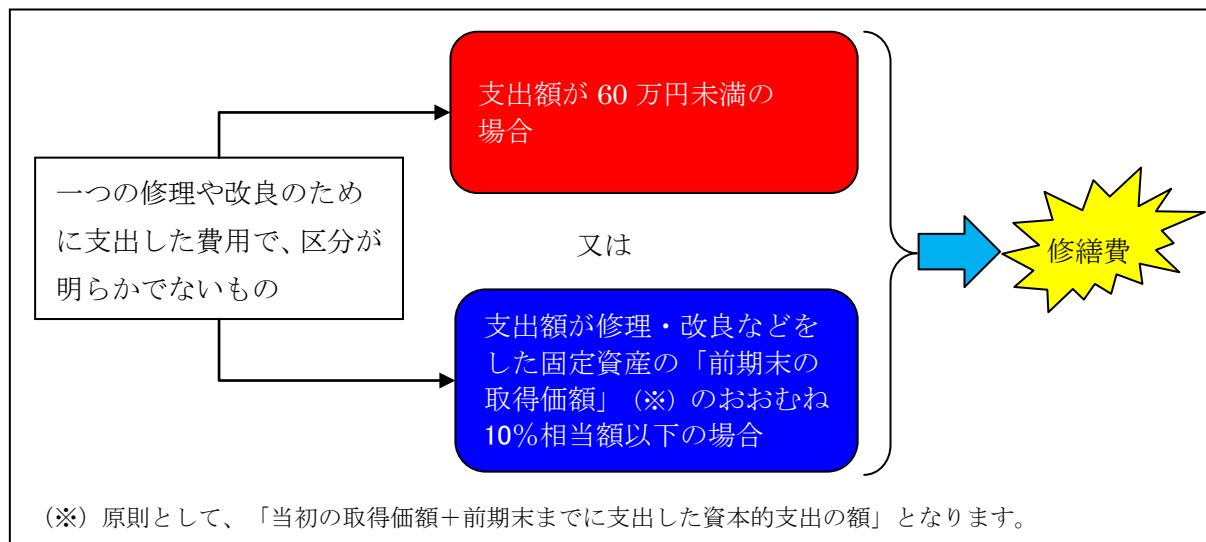 支出額が 60 万円未満の
場合
一つの修理や改良のため
に支出した費用で、区分が
明らかでないもの
又は
修繕費
支出額が修理・改良などを
した固定資産の「前期末の
取得価額」（※）のおおむね
10％相当額以下の場合
（※）原則として、「当初の取得価額＋前期末までに支出した資本的支出の額」となります。